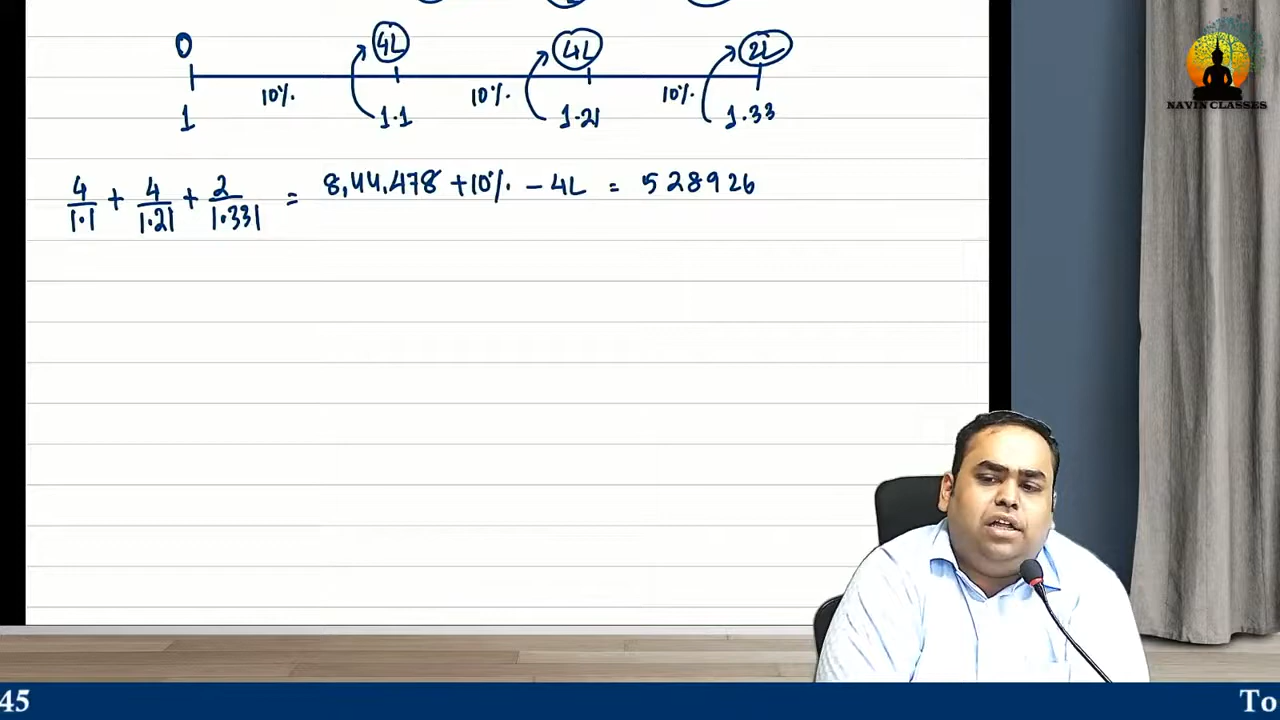 0 4L 4L 2L
10% 10% 10%
1 1.1 1.21 1.33
4/1.1 + 4/1.21 + 2/1.331 = 8,44,478 + 10% - 4L = 528926
NAVIN CLASSES
45 To